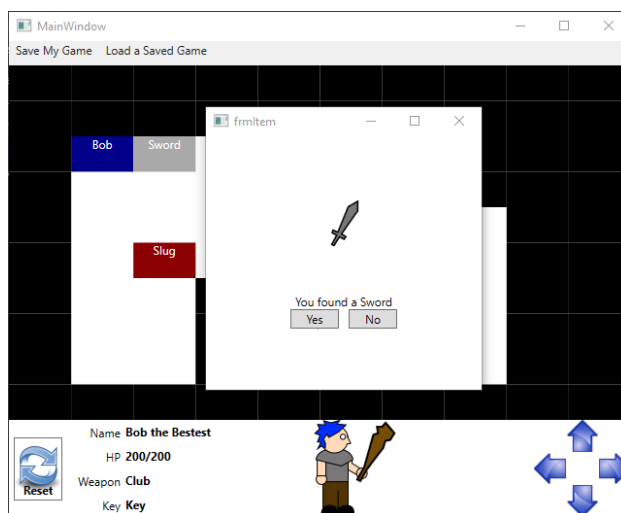 MainWindow
Save My Game Load a Saved Game
frmItem
Bob Sword
Slug
You found a Sword
Yes No
Name Bob the Bestest
HP 200/200
Weapon Club
Key Key
Reset